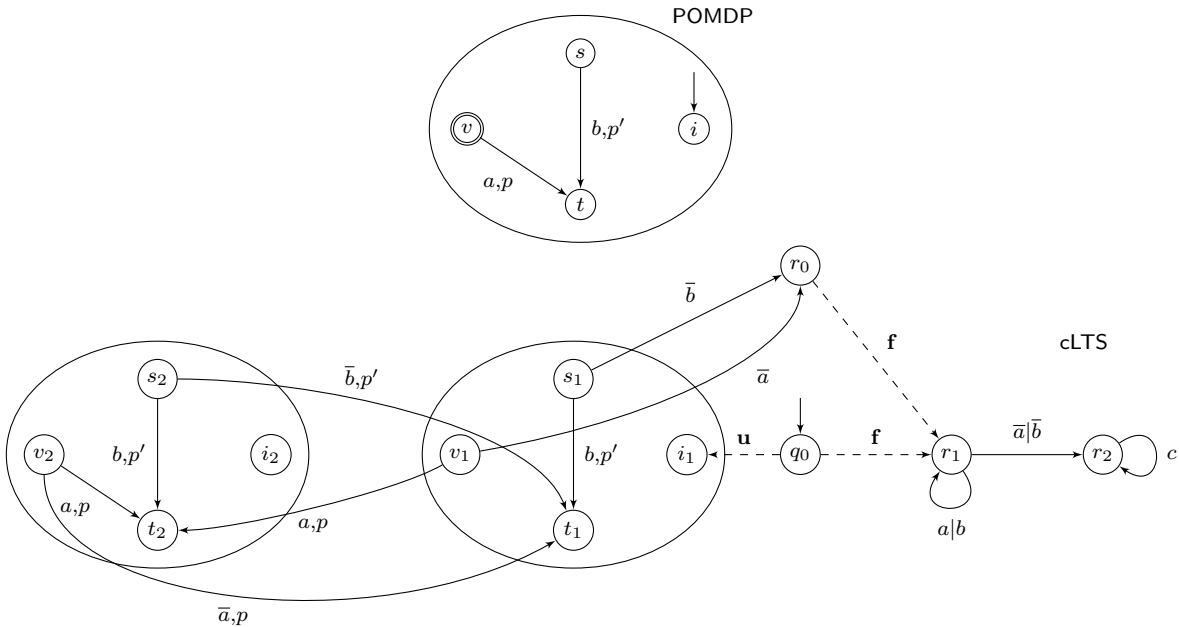 POMDP
s
v
i
b,p′
a,p
t
r₀
b̅
f
cLTS
s₂
b̅,p′
s₁
a̅
v₂
b,p′
i₂
v₁
b,p′
i₁
u
q₀
f
r₁
a̅|b̅
r₂
c
a,p
t₂
a,p
t₁
a|b
a̅,p